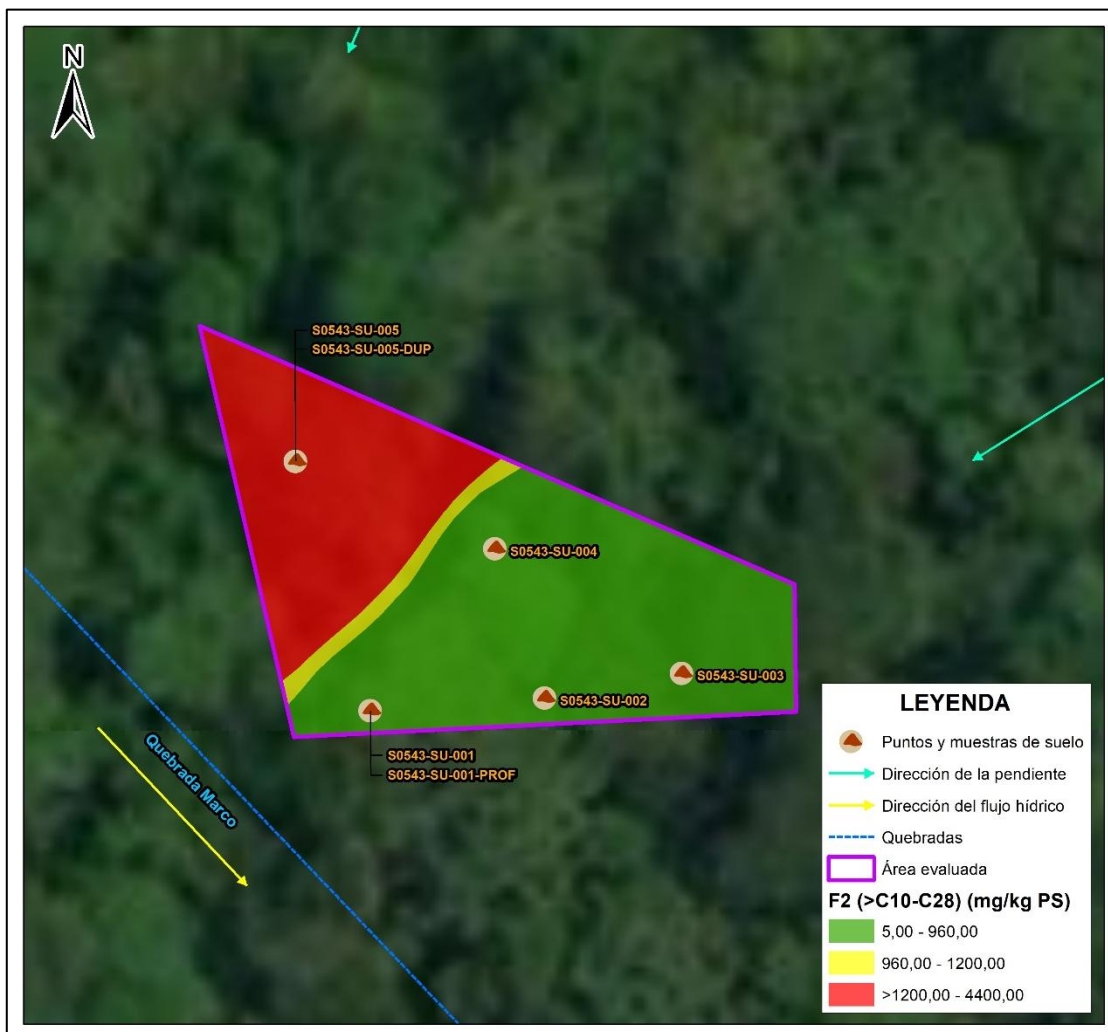 N
S0543-SU-005
S0543-SU-005-DUP
S0543-SU-004
S0543-SU-003
S0543-SU-002
S0543-SU-001
S0543-SU-001-PROF
Quebrada Marco
LEYENDA
Puntos y muestras de suelo
Dirección de la pendiente
Dirección del flujo hídrico
Quebradas
Área evaluada
F2 (>C10-C28) (mg/kg PS)
5,00 - 960,00
960,00 - 1200,00
>1200,00 - 4400,00